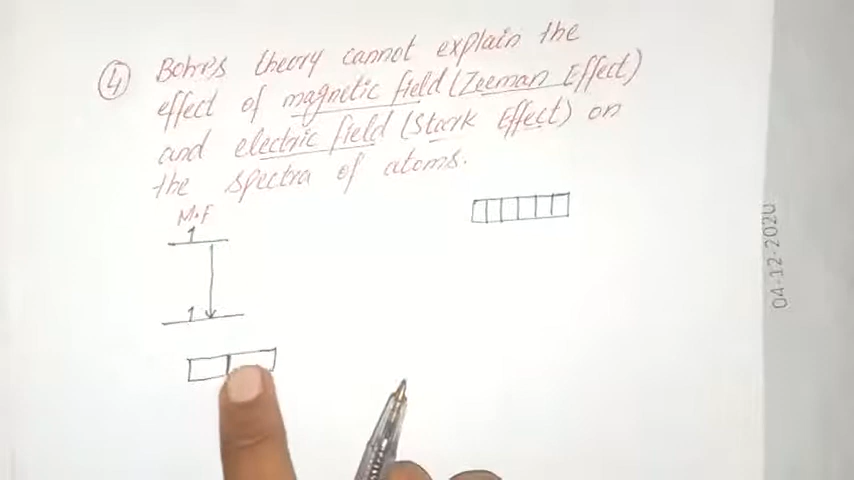 4 Bohr's theory cannot explain the
effect of magnetic field (Zeeman Effect)
and electric field (Stark Effect) on
the spectra of atoms.
M.F
1
1
04-12-2020